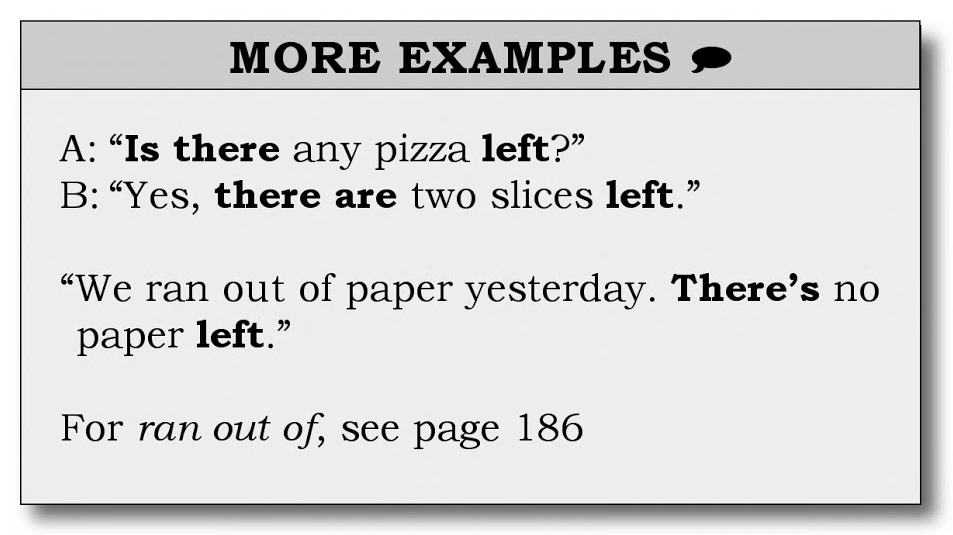 MORE EXAMPLES
A: “Is there any pizza left?”
B: “Yes, there are two slices left.”
“We ran out of paper yesterday. There’s no
paper left.”
For ran out of, see page 186